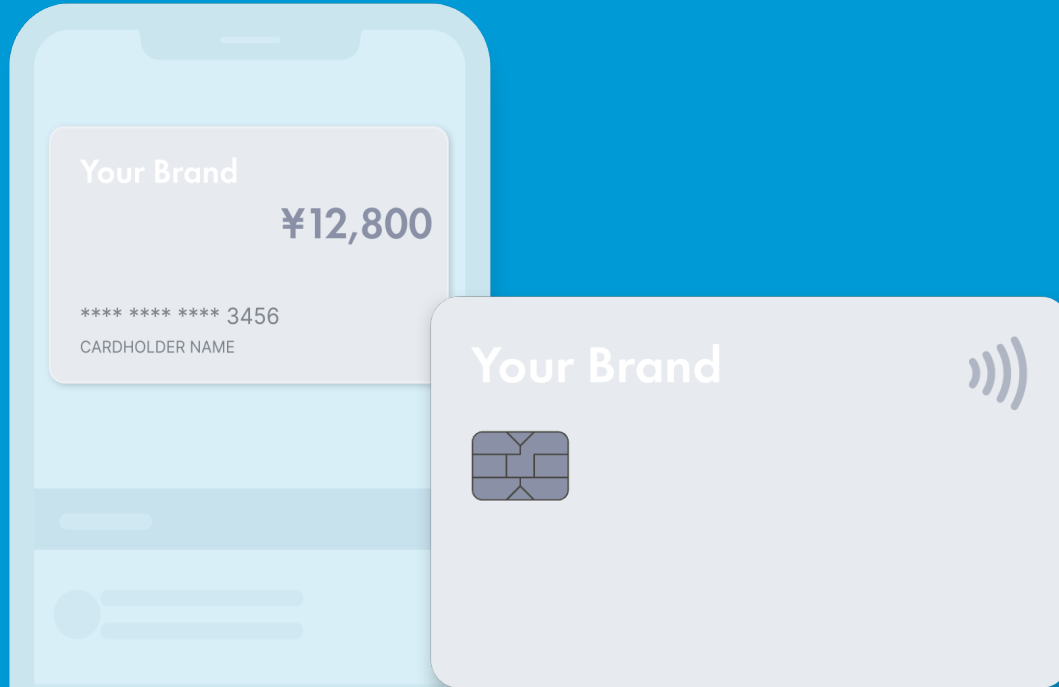 Your Brand
¥12,800
**** **** **** 3456
CARDHOLDER NAME
Your Brand